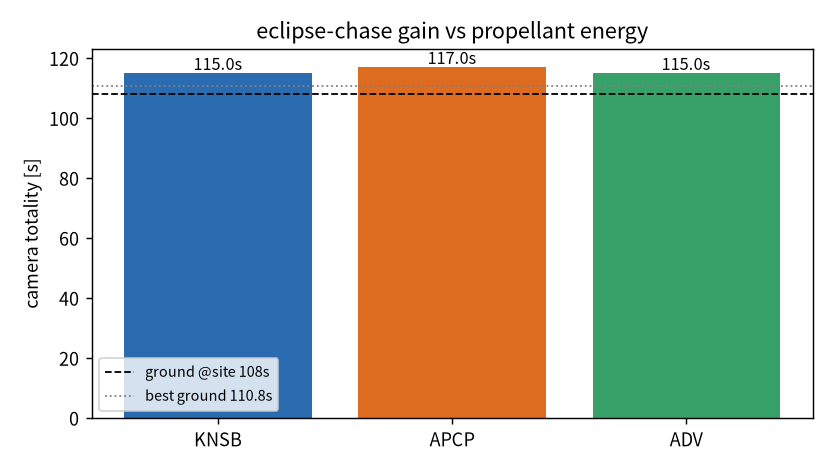 eclipse-chase gain vs propellant energy
camera totality [s]
120
100
80
60
40
20
0
115.0s
117.0s
115.0s
ground @site 108s
best ground 110.8s
KNSB
APCP
ADV